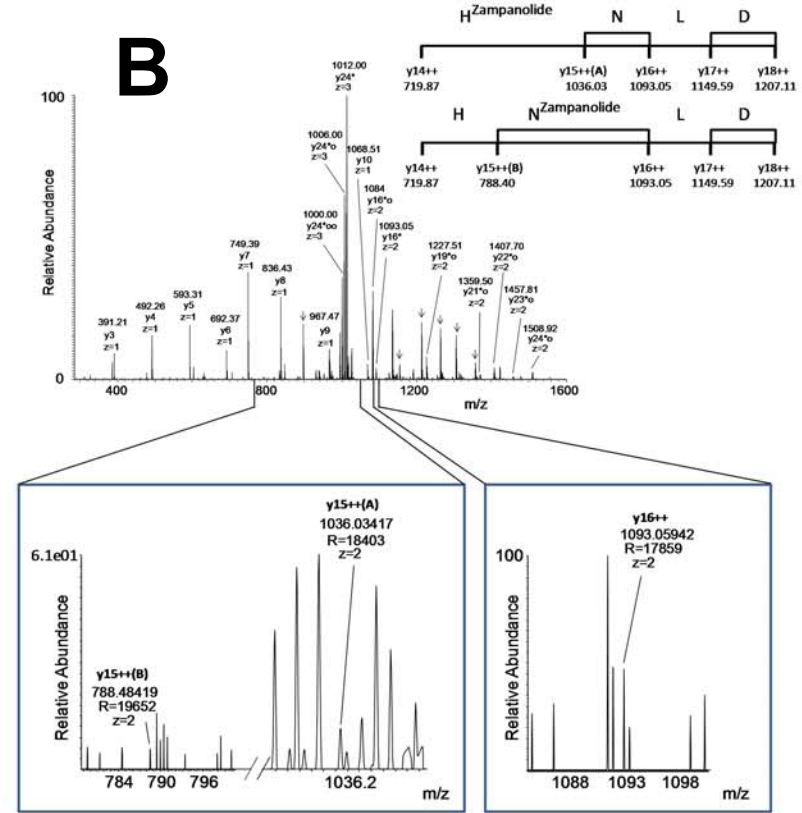 B
H Zampanolide N L D
y14++ y15++(A) y16++ y17++ y18++
719.87 1036.03 1093.05 1149.59 1207.11
H N Zampanolide L D
y14++ y15++(B) y16++ y17++ y18++
719.87 788.40 1093.05 1149.59 1207.11
Relative Abundance
100
0
400 800 1200 1600
m/z
391.21
y3
z=1
492.26
y4
z=1
593.31
y5
z=1
692.37
y6
z=1
749.39
y7
z=1
836.43
y8
z=1
967.47
y9
z=1
1000.00
y24*oo
z=3
1006.00
y24*o
z=3
1012.00
y24*
z=3
1068.51
y10
z=1
1084
y16*o
z=2
1093.05
y16*
z=2
1227.51
y19*o
z=2
1359.50
y21*o
z=2
1407.70
y22*o
z=2
1457.81
y23*o
z=2
1508.92
y24*o
z=2
Relative Abundance
6.1e01
y15++(B)
788.48419
R=19652
z=2
y15++(A)
1036.03417
R=18403
z=2
784 790 796 1036.2
m/z
Relative Abundance
100
y16++
1093.05942
R=17859
z=2
1088 1093 1098
m/z